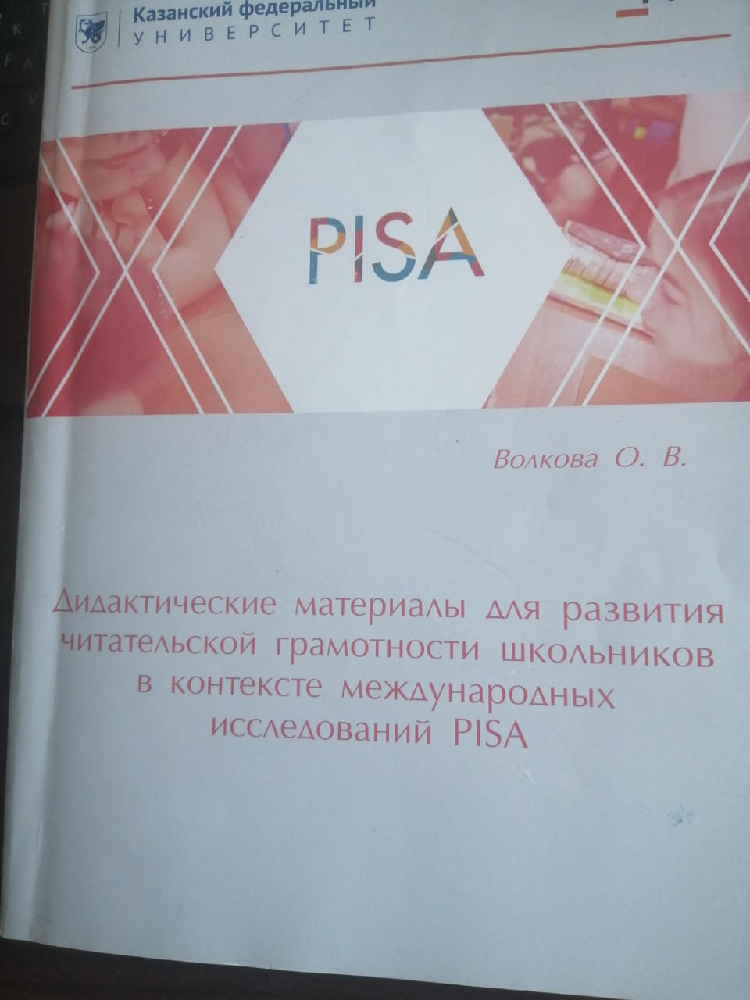 Казанский федеральный
УНИВЕРСИТЕТ
PISA
Волкова О. В.
Дидактические материалы для развития
читательской грамотности школьников
в контексте международных
исследований PISA